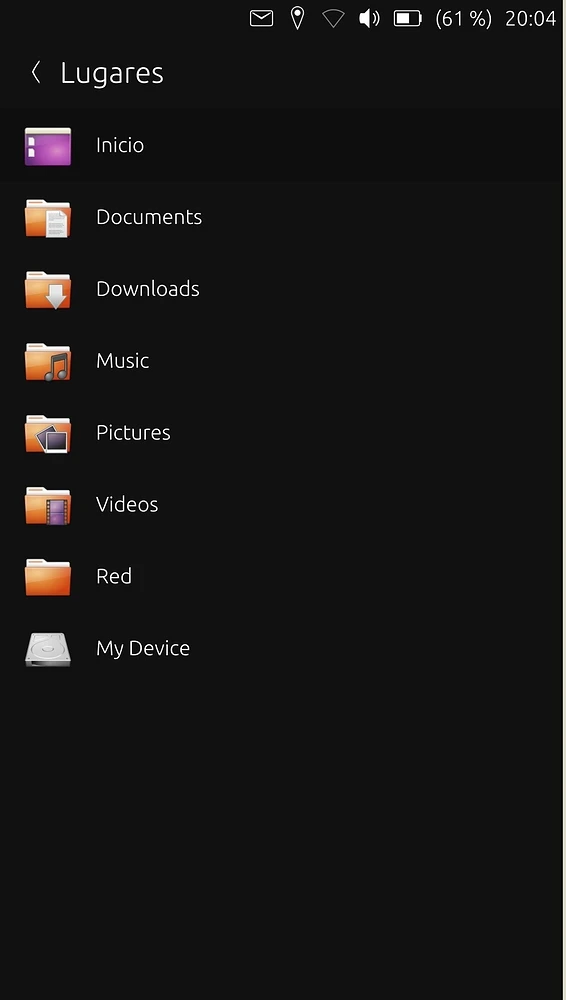 (61 %) 20:04
Lugares
Inicio
Documents
Downloads
Music
Pictures
Videos
Red
My Device